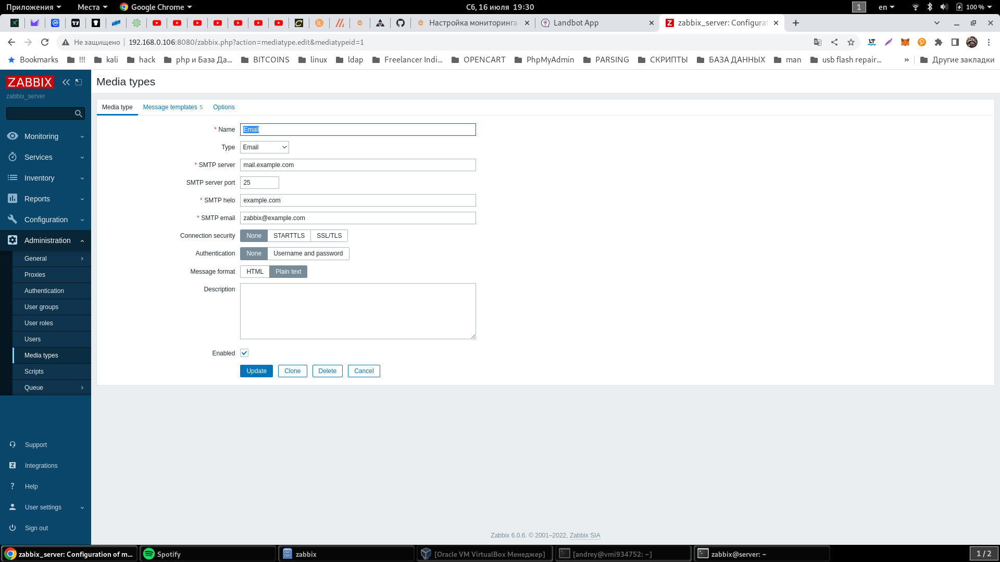 Приложения Места Google Chrome Сб, 16 июля 19:30 1 en 100 %
Настройка мониторинга Landbot App zabbix_server: Configurat
Не защищено 192.168.0.106:8080/zabbix.php?action=mediatype.edit&mediatypeid=1
Bookmarks !!! kali hack php и База Да... BITCOINS linux ldap Freelancer Indi... OPENCART PhpMyAdmin PARSING СКРИПТЫ БАЗА ДАННЫХ man usb flash repair... » Другие закладки
ZABBIX
zabbix_server
Monitoring
Services
Inventory
Reports
Configuration
Administration
General
Proxies
Authentication
User groups
User roles
Users
Media types
Scripts
Queue
Support
Integrations
Help
User settings
Sign out
Media types
Media type Message templates 5 Options
* Name Email
Type Email
* SMTP server mail.example.com
SMTP server port 25
* SMTP helo example.com
* SMTP email zabbix@example.com
Connection security None STARTTLS SSL/TLS
Authentication None Username and password
Message format HTML Plain text
Description
Enabled
Update Clone Delete Cancel
Zabbix 6.0.6. © 2001–2022, Zabbix SIA
zabbix_server: Configuration of m... Spotify zabbix [Oracle VM VirtualBox Менеджер] [andrey@vmi934752: ~] zabbix@server: ~ 1 / 2